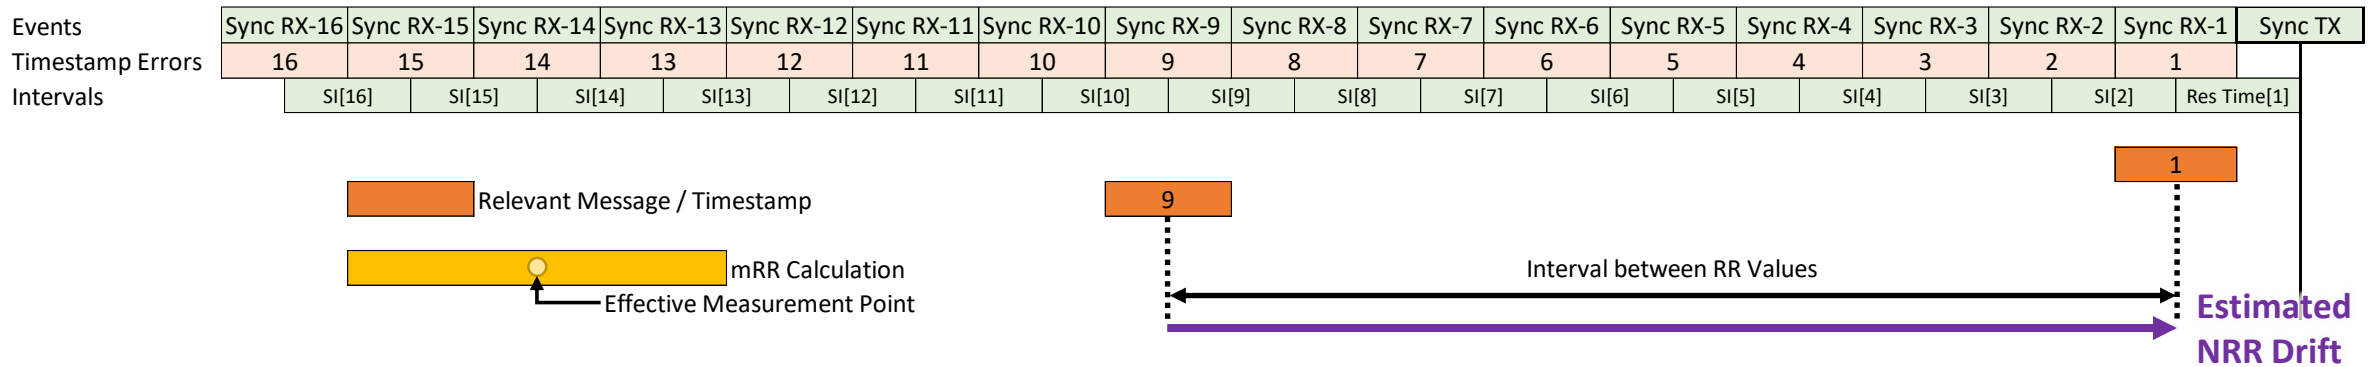 Events Sync RX-16 Sync RX-15 Sync RX-14 Sync RX-13 Sync RX-12 Sync RX-11 Sync RX-10 Sync RX-9 Sync RX-8 Sync RX-7 Sync RX-6 Sync RX-5 Sync RX-4 Sync RX-3 Sync RX-2 Sync RX-1 Sync TX
Timestamp Errors 16 15 14 13 12 11 10 9 8 7 6 5 4 3 2 1
Intervals SI[16] SI[15] SI[14] SI[13] SI[12] SI[11] SI[10] SI[9] SI[8] SI[7] SI[6] SI[5] SI[4] SI[3] SI[2] Res Time[1]
1
Relevant Message / Timestamp 9
mRR Calculation Interval between RR Values
Effective Measurement Point Estimated
NRR Drift